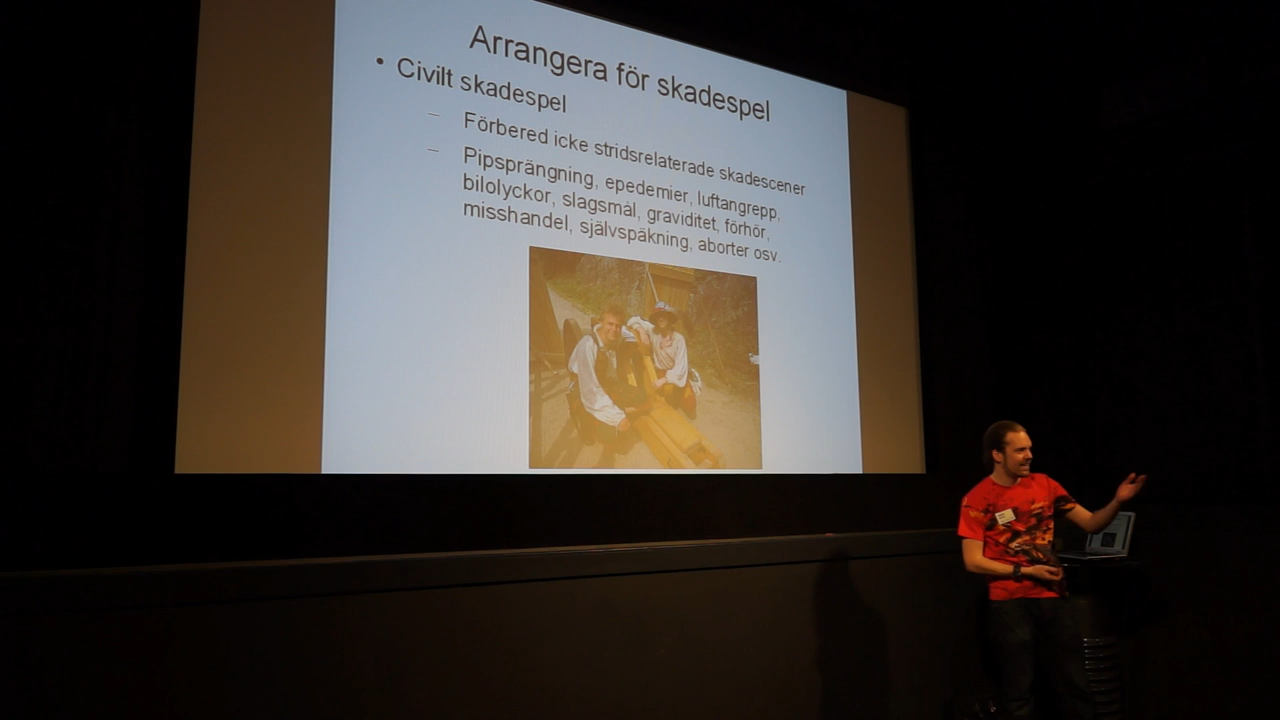 Arrangera för skadespel
• Civilt skadespel
– Förbered icke stridsrelaterade skadescener
– Pipsprängning, epedemier, luftangrepp,
bilolyckor, slagsmål, graviditet, förhör,
misshandel, självspäkning, aborter osv.